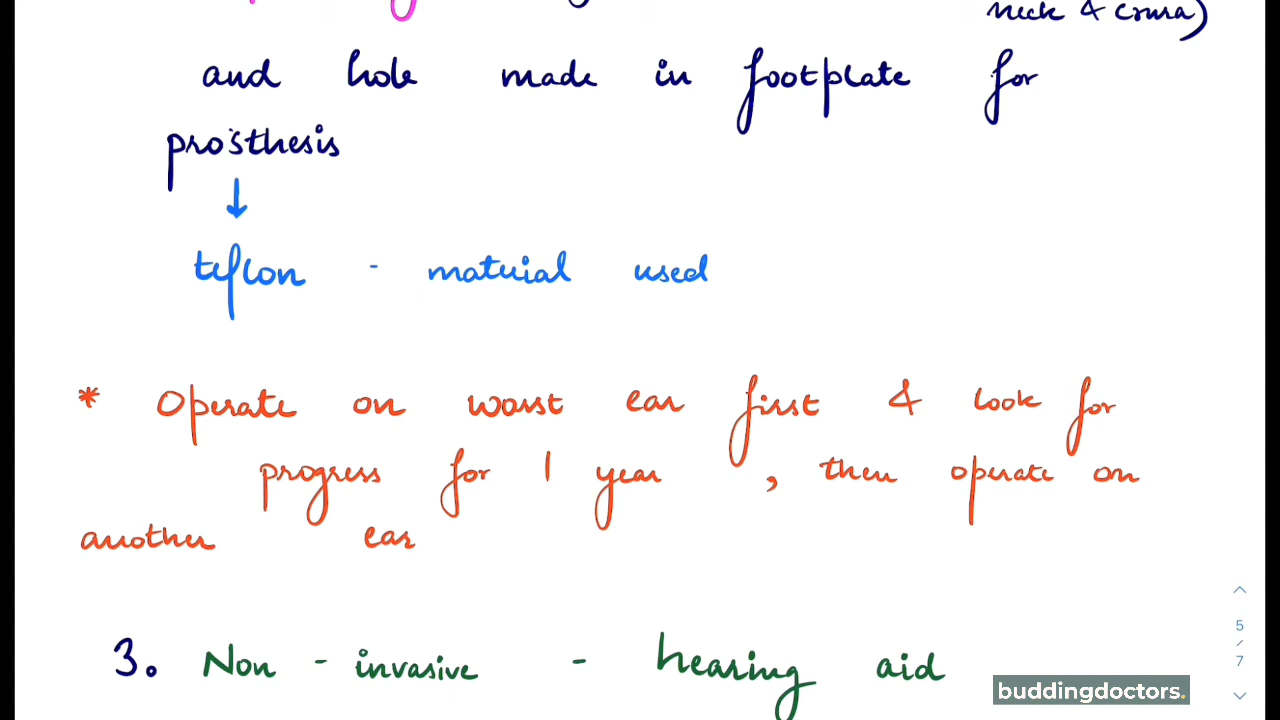 neck & crura)
and hole made in footplate for
prosthesis
↓
teflon - material used
* Operate on worst ear first & look for
progress for 1 year , then operate on
another ear
3. Non - invasive - hearing aid
5
/
7
buddingdoctors.